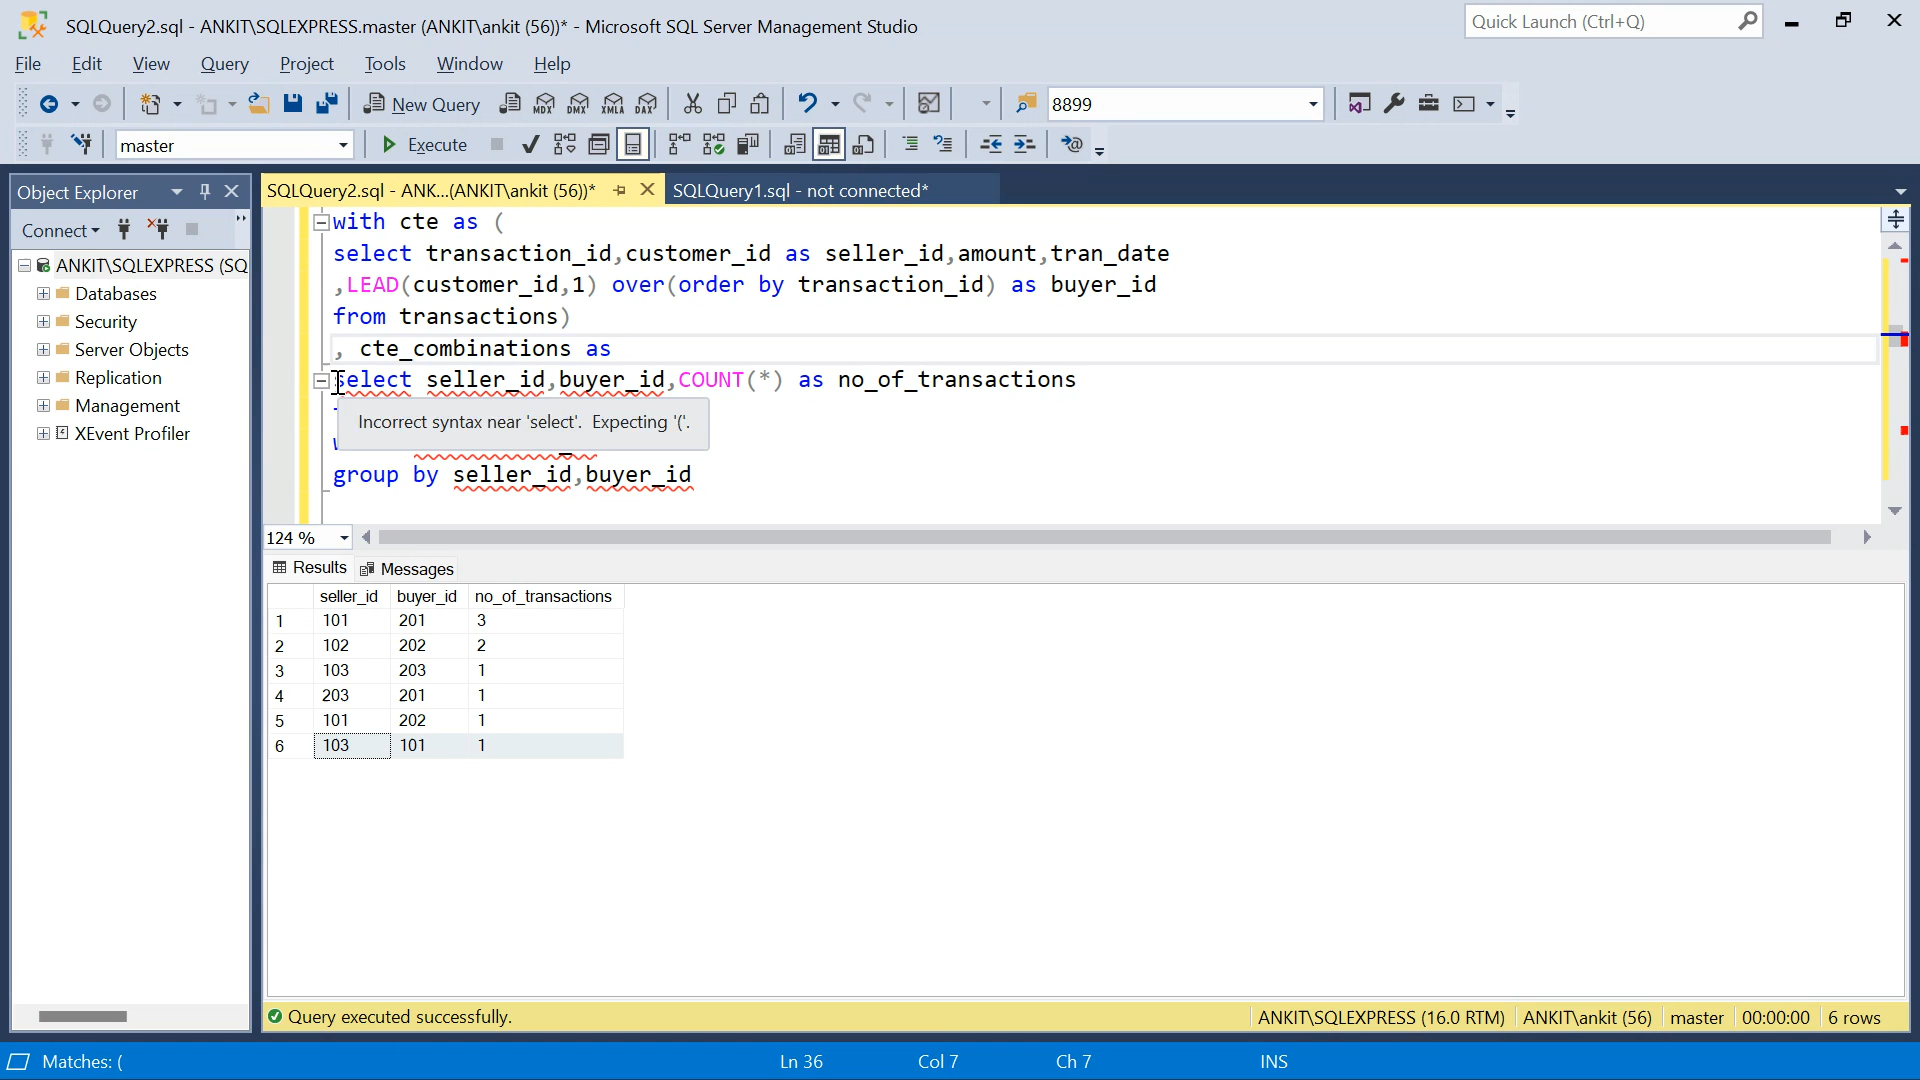 SQLQuery2.sql - ANKIT\SQLEXPRESS.master (ANKIT\ankit (56))* - Microsoft SQL Server Management Studio
Quick Launch (Ctrl+Q)
File Edit View Query Project Tools Window Help
New Query MDX DMX XMLA DAX 8899
master Execute
Object Explorer
SQLQuery2.sql - ANK...(ANKIT\ankit (56))* SQLQuery1.sql - not connected*
Connect
ANKIT\SQLEXPRESS (SQ
Databases
Security
Server Objects
Replication
Management
XEvent Profiler
with cte as (
select transaction_id,customer_id as seller_id,amount,tran_date
,LEAD(customer_id,1) over(order by transaction_id) as buyer_id
from transactions)
, cte_combinations as
select seller_id,buyer_id,COUNT(*) as no_of_transactions
Incorrect syntax near 'select'. Expecting '('.
group by seller_id,buyer_id
124 %
Results Messages
seller_id buyer_id no_of_transactions
1 101 201 3
2 102 202 2
3 103 203 1
4 203 201 1
5 101 202 1
6 103 101 1
Query executed successfully. ANKIT\SQLEXPRESS (16.0 RTM) ANKIT\ankit (56) master 00:00:00 6 rows
Matches: ( Ln 36 Col 7 Ch 7 INS